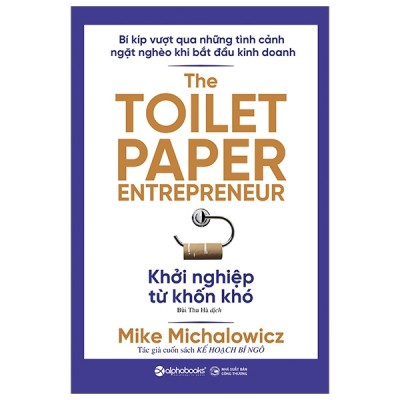 Bí kíp vượt qua những tình cảnh
ngặt nghèo khi bắt đầu kinh doanh
The
TOILET
PAPER
ENTREPRENEUR
Khởi nghiệp
từ khốn khó
Bùi Thu Hà dịch
Mike Michalowicz
Tác giả cuốn sách KẾ HOẠCH BÍ NGÔ
alphabooks
NHÀ XUẤT BẢN
CÔNG THƯƠNG